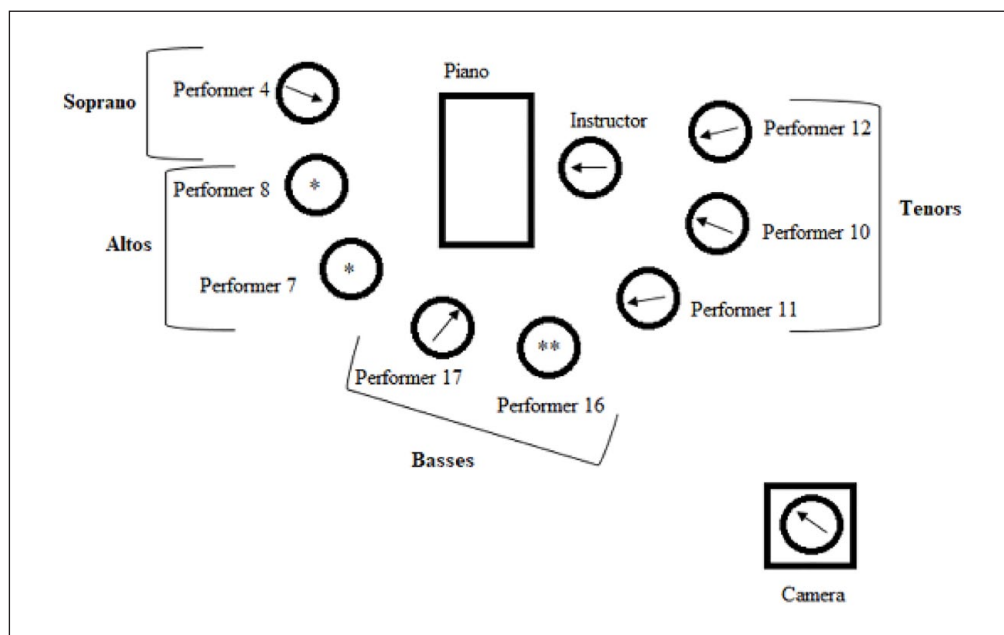 Piano
Soprano
Performer 4
Instructor
Performer 12
Performer 8
*
Altos
Tenors
Performer 10
Performer 7
*
Performer 11
**
Performer 17
Performer 16
Basses
Camera